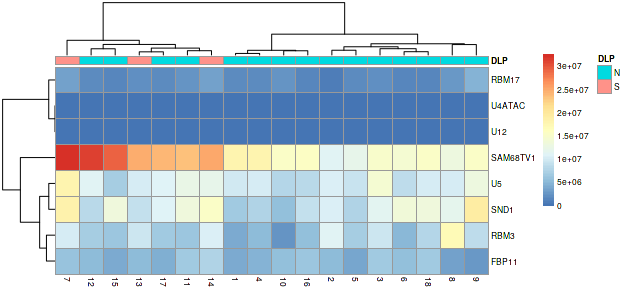 DLP
DLP
N
S
3e+07
2.5e+07
2e+07
1.5e+07
1e+07
5e+06
0
RBM17
U4ATAC
U12
SAM68TV1
U5
SND1
RBM3
FBP11
7 12 15 13 17 11 14 1 4 10 16 2 5 3 6 18 8 9